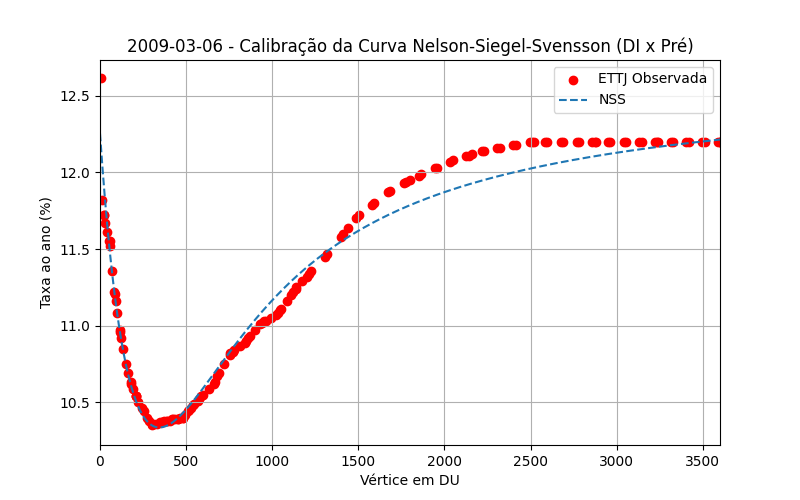 2009-03-06 - Calibração da Curva Nelson-Siegel-Svensson (DI x Pré)
ETTJ Observada
NSS
Taxa ao ano (%)
12.5
12.0
11.5
11.0
10.5
0 500 1000 1500 2000 2500 3000 3500
Vértice em DU